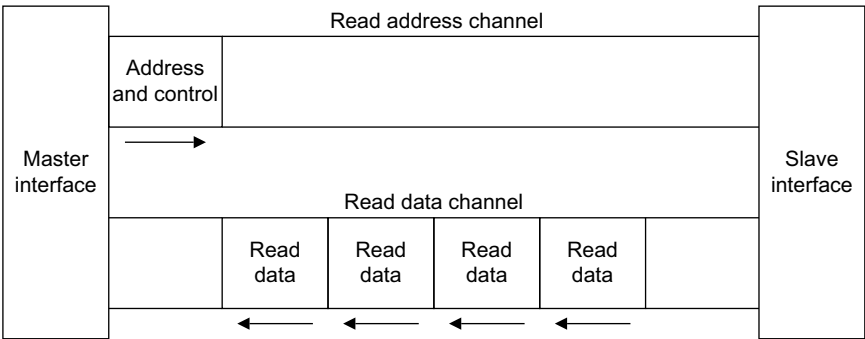 Read address channel
Address
and control
Master
interface
Slave
interface
Read data channel
Read
data
Read
data
Read
data
Read
data